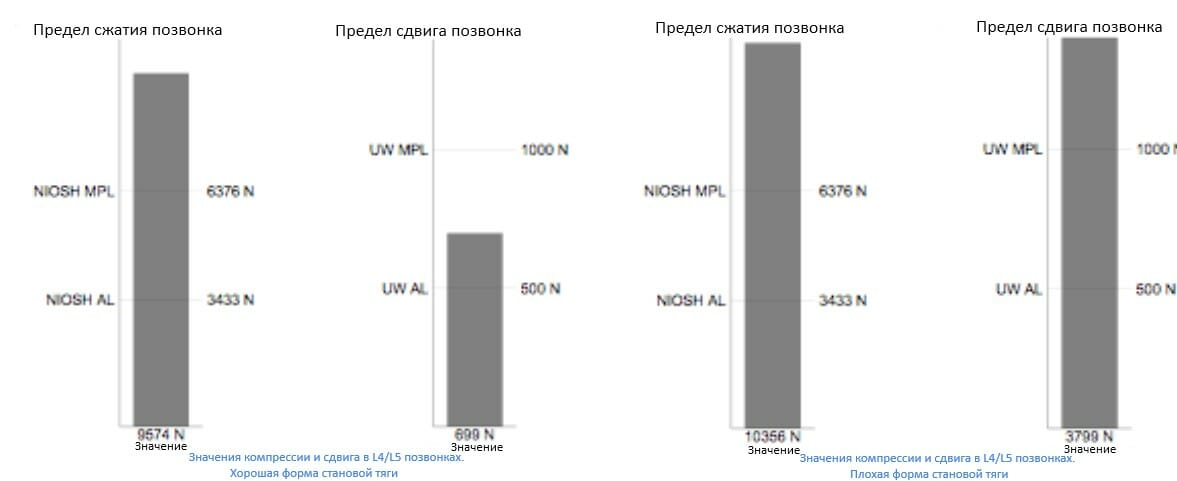 Предел сжатия позвонка
NIOSH MPL 6376 N
NIOSH AL 3433 N
9574 N
Значение
Предел сдвига позвонка
UW MPL 1000 N
UW AL 500 N
699 N
Значение
Значения компрессии и сдвига в L4/L5 позвонках.
Хорошая форма становой тяги
Предел сжатия позвонка
NIOSH MPL 6376 N
NIOSH AL 3433 N
10356 N
Значение
Предел сдвига позвонка
UW MPL 1000 N
UW AL 500 N
3799 N
Значение
Значения компрессии и сдвига в L4/L5 позвонках.
Плохая форма становой тяги